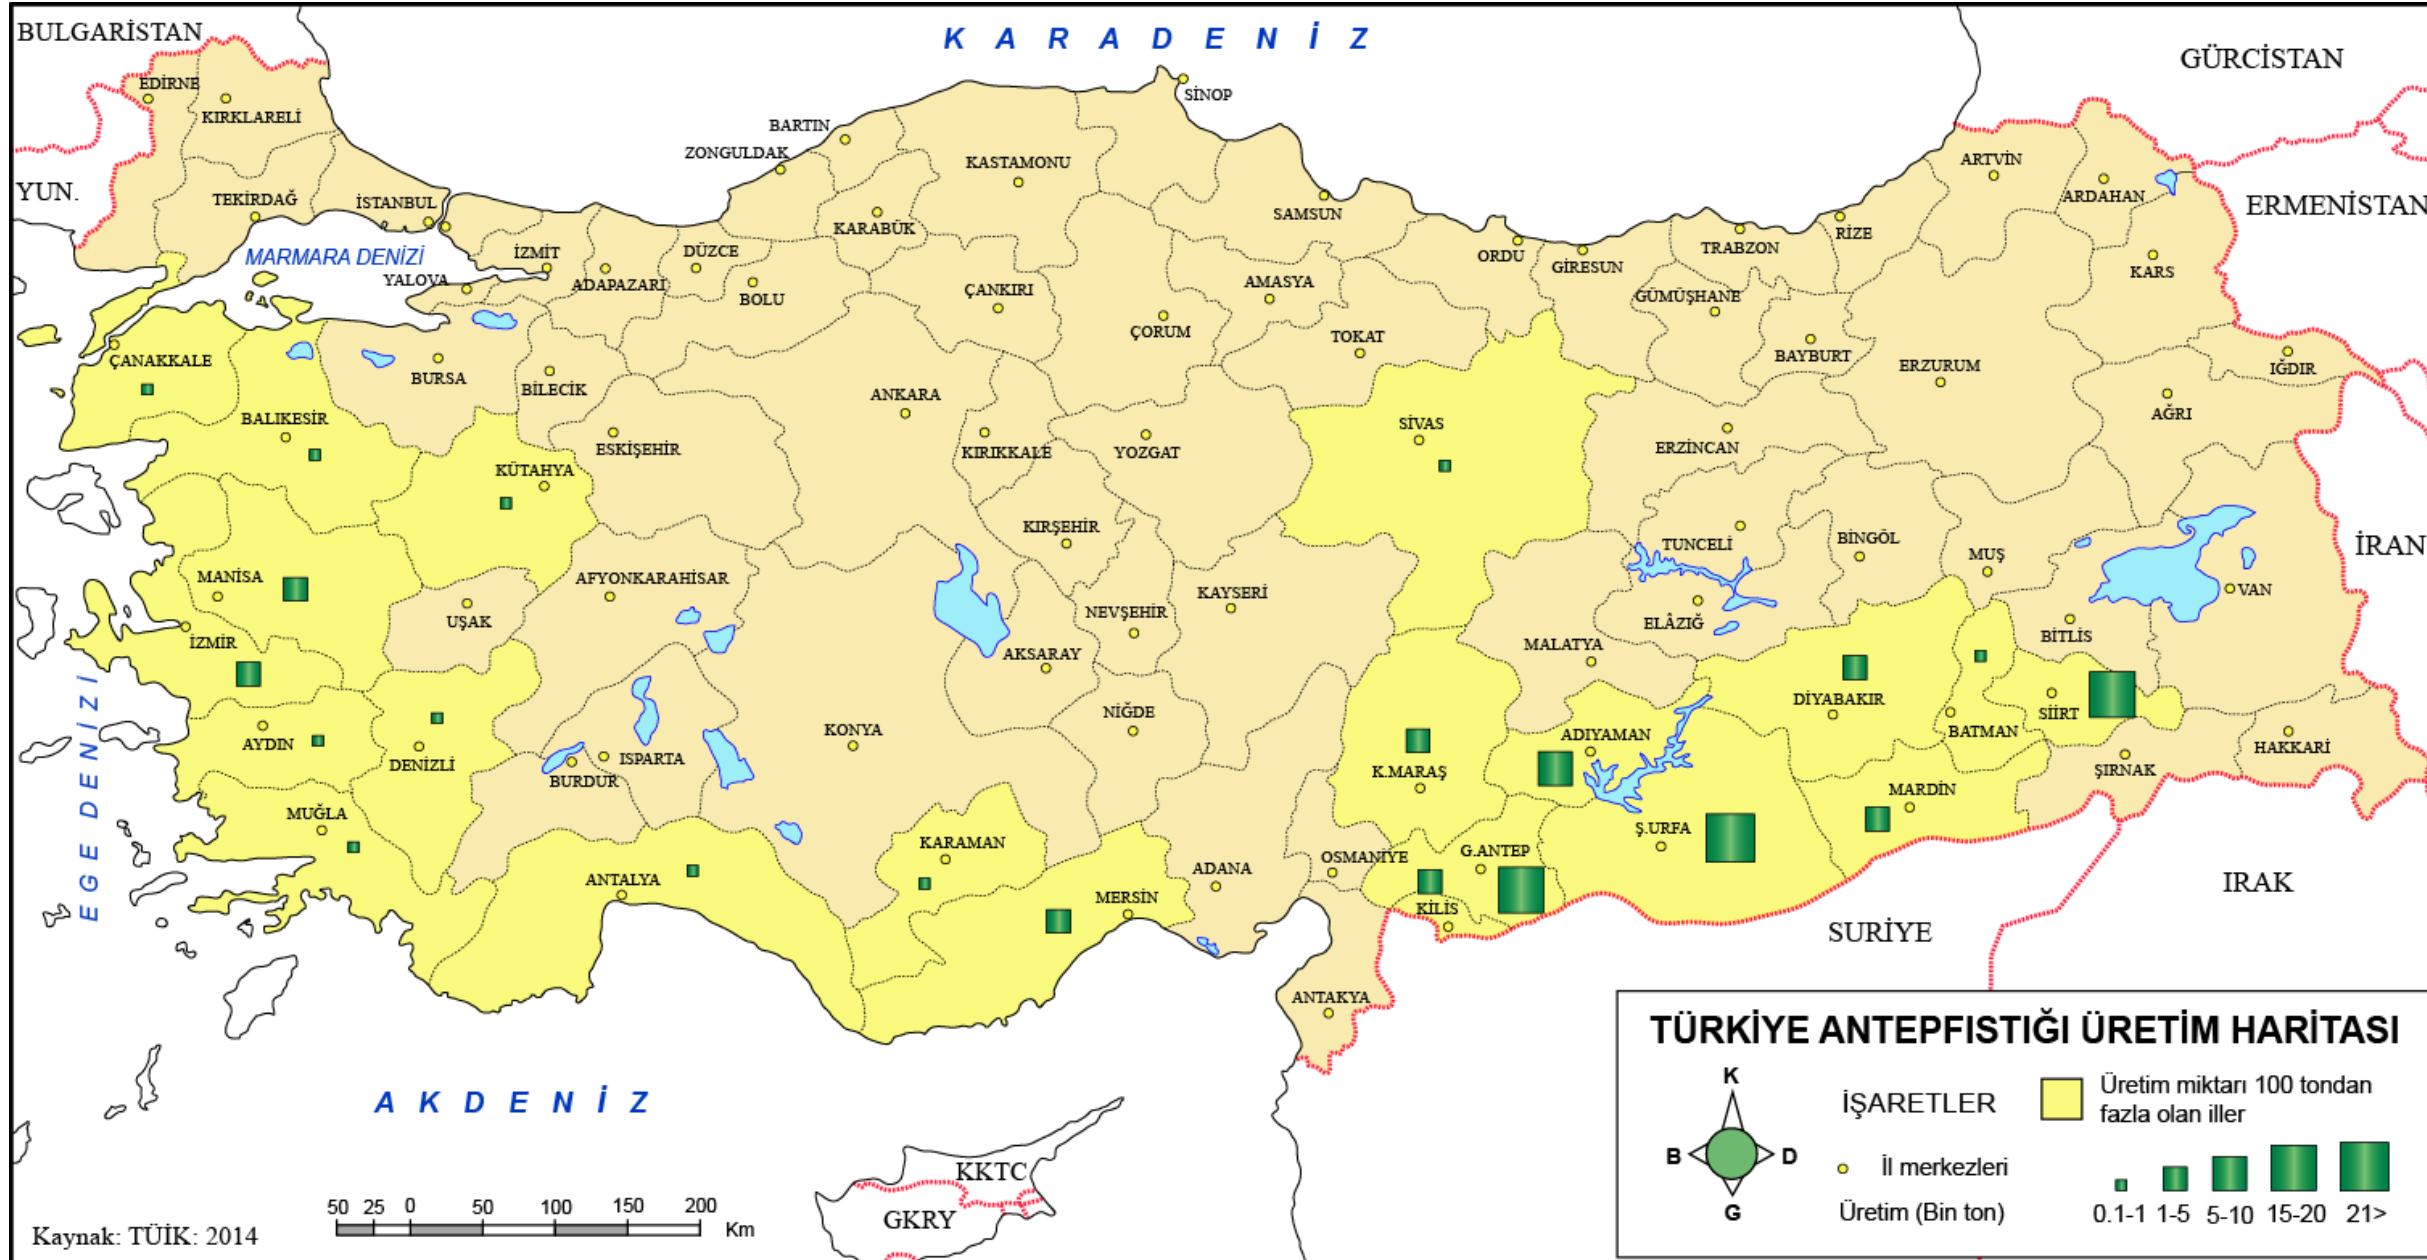 BULGARİSTAN
K A R A D E N İ Z
GÜRCİSTAN
EDİRNE
KIRKLARELİ
SİNOP
BARTIN
ZONGULDAK
KASTAMONU
ARTVİN
ARDAHAN
YUN.
TEKİRDAĞ
İSTANBUL
KARABÜK
SAMSUN
ERMENİSTAN
MARMARA DENİZİ
İZMİT
DÜZCE
ORDU
GİRESUN
TRABZON
RİZE
KARS
YALOVA
ADAPAZARI
BOLU
ÇANKIRI
AMASYA
GÜMÜŞHANE
ÇORUM
TOKAT
BAYBURT
ÇANAKKALE
BURSA
BİLECİK
ERZURUM
IĞDIR
ANKARA
BALIKESİR
SİVAS
AĞRI
ESKİŞEHİR
KIRIKKALE
YOZGAT
ERZİNCAN
KÜTAHYA
KIRŞEHİR
TUNCELİ
BİNGÖL
MUŞ
İRAN
MANİSA
AFYONKARAHİSAR
NEVŞEHİR
KAYSERİ
VAN
UŞAK
ELÂZIĞ
BİTLİS
İZMİR
AKSARAY
MALATYA
DİYABAKIR
SİİRT
NİĞDE
BATMAN
AYDIN
DENİZLİ
KONYA
ADIYAMAN
HAKKARİ
BURDUR
ISPARTA
K.MARAŞ
ŞIRNAK
MARDİN
MUĞLA
KARAMAN
Ş.URFA
EGE DENİZİ
ANTALYA
MERSİN
ADANA
OSMANİYE
G.ANTEP
KİLİS
IRAK
SURİYE
ANTAKYA
A K D E N İ Z
KKTC
GKRY
50 25 0 50 100 150 200
Km
Kaynak: TÜİK: 2014
TÜRKİYE ANTEPFISTIĞI ÜRETİM HARİTASI
K
B
D
G
İŞARETLER
Üretim miktarı 100 tondan
fazla olan iller
İl merkezleri
Üretim (Bin ton)
0.1-1 1-5 5-10 15-20 21>